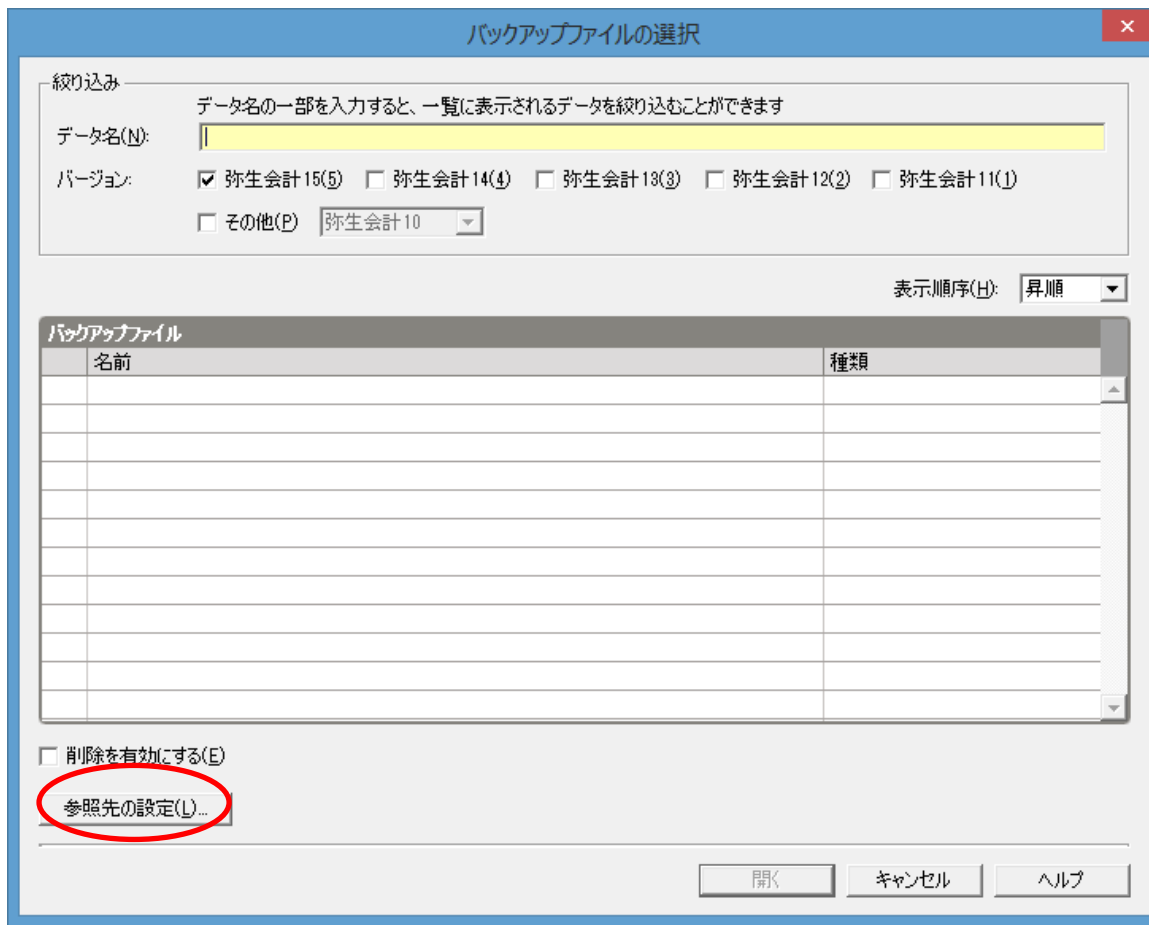 バックアップファイルの選択
絞り込み
データ名の一部を入力すると、一覧に表示されるデータを絞り込むことができます
データ名(N):
バージョン: 弥生会計15(5) 弥生会計14(4) 弥生会計13(3) 弥生会計12(2) 弥生会計11(1)
その他(P) 弥生会計10
表示順序(H): 昇順
バックアップファイル
名前 種類
削除を有効にする(E)
参照先の設定(L)...
開く キャンセル ヘルプ